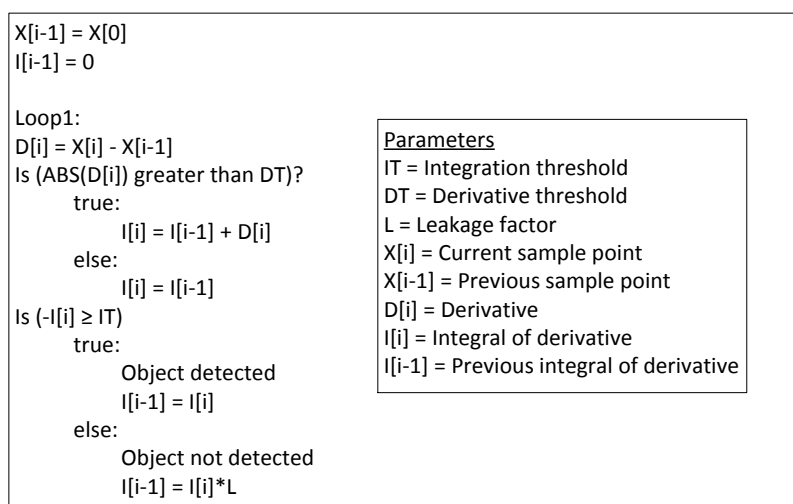 X[i-1] = X[0]
I[i-1] = 0
Loop1:
D[i] = X[i] - X[i-1]
Is (ABS(D[i]) greater than DT)?
true:
I[i] = I[i-1] + D[i]
else:
I[i] = I[i-1]
Is (-I[i] ≥ IT)
true:
Object detected
I[i-1] = I[i]
else:
Object not detected
I[i-1] = I[i]*L
Parameters
IT = Integration threshold
DT = Derivative threshold
L = Leakage factor
X[i] = Current sample point
X[i-1] = Previous sample point
D[i] = Derivative
I[i] = Integral of derivative
I[i-1] = Previous integral of derivative